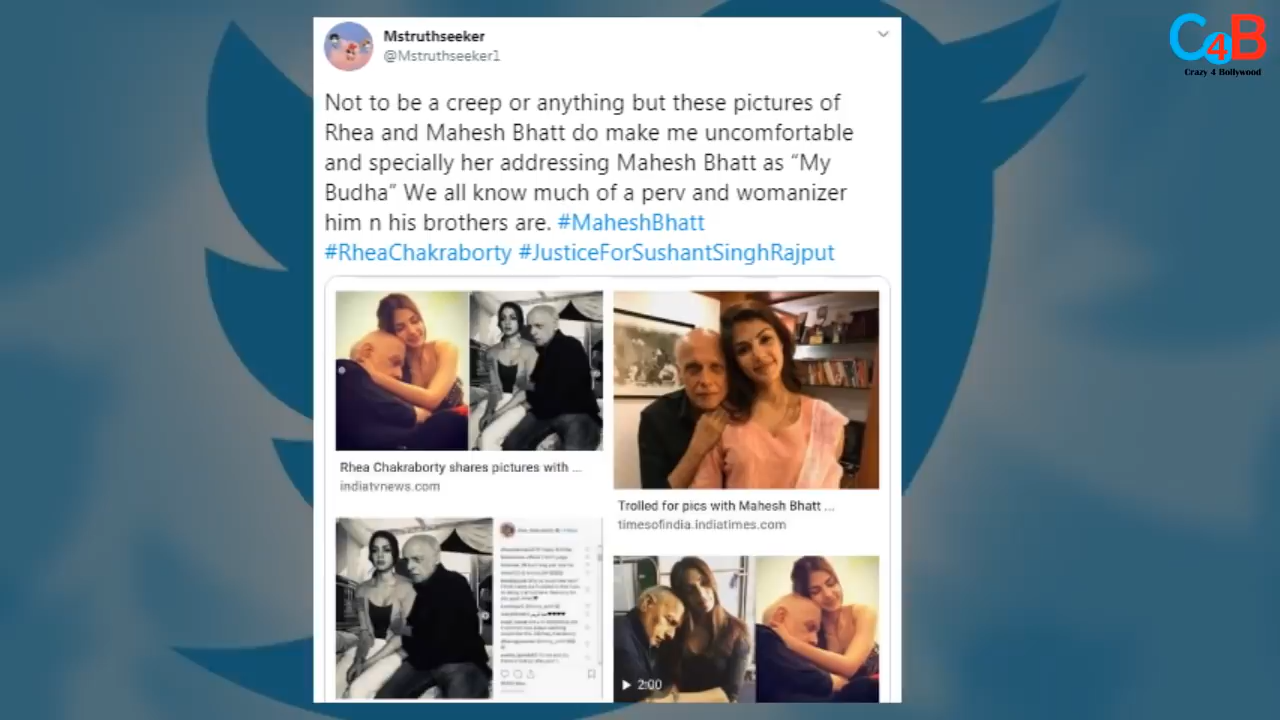 C4B
Crazy 4 Bollywood
Mstruthseeker
@Mstruthseeker1
Not to be a creep or anything but these pictures of
Rhea and Mahesh Bhatt do make me uncomfortable
and specially her addressing Mahesh Bhatt as “My
Budha” We all know much of a perv and womanizer
him n his brothers are. #MaheshBhatt
#RheaChakraborty #JusticeForSushantSinghRajput
Rhea Chakraborty shares pictures with ...
indiatvnews.com
Trolled for pics with Mahesh Bhatt ...
timesofindia.indiatimes.com
2:00